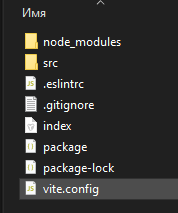 Имя
node_modules
src
.eslintrc
.gitignore
index
package
package-lock
vite.config